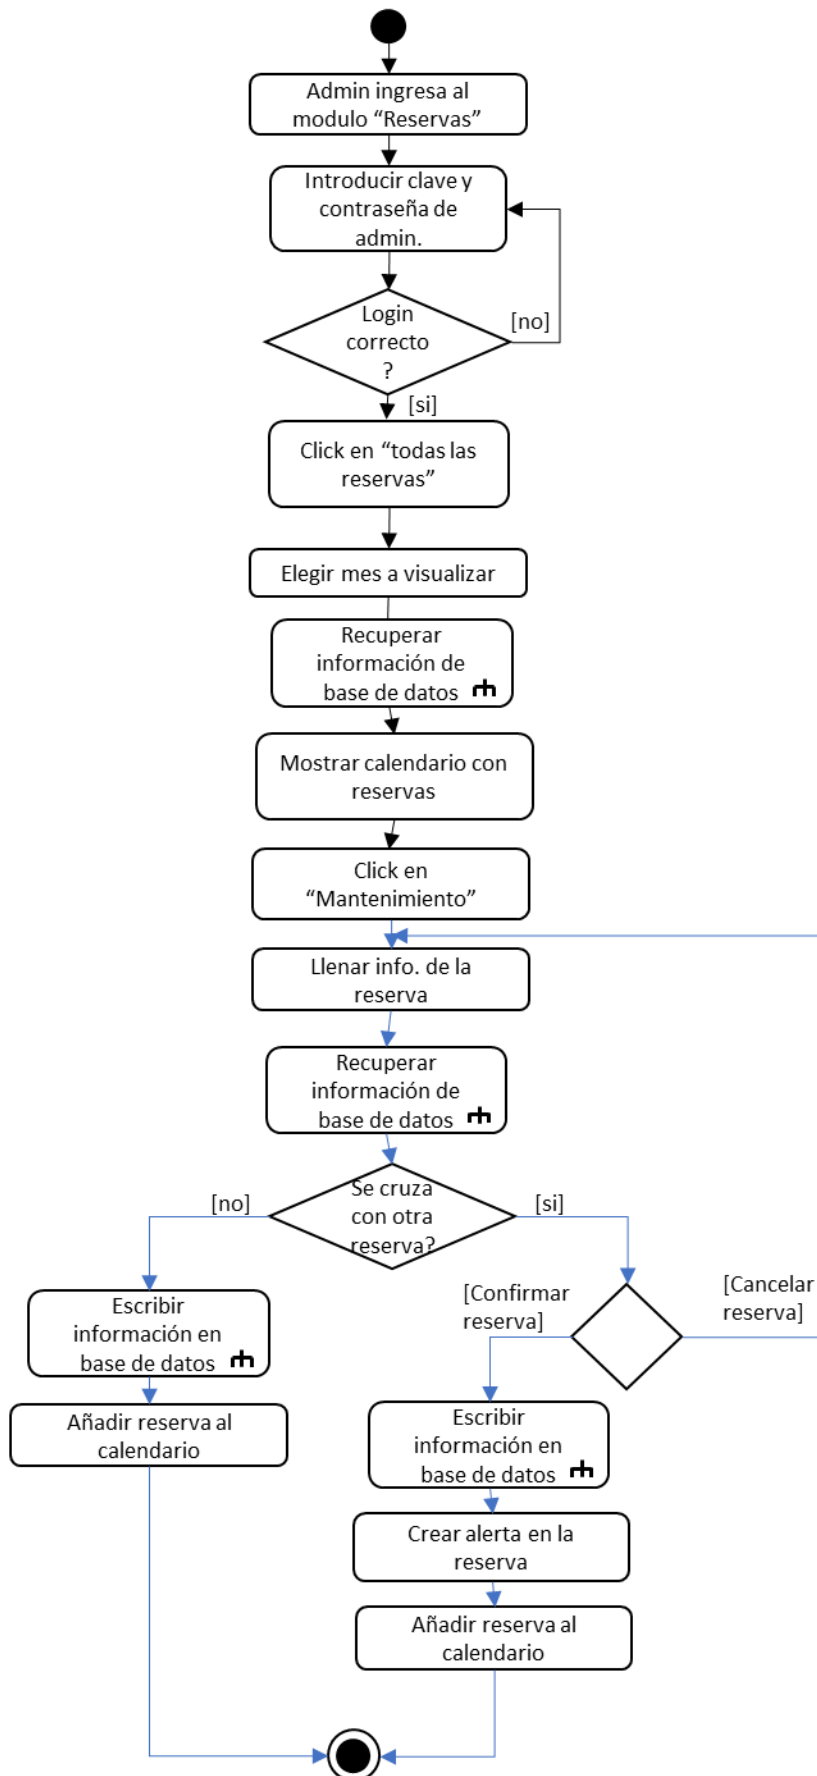 Admin ingresa al
modulo “Reservas”
Introducir clave y
contraseña de
admin.
Login
correcto
?
[no]
[si]
Click en “todas las
reservas”
Elegir mes a visualizar
Recuperar
información de
base de datos
Mostrar calendario con
reservas
Click en
“Mantenimiento”
Llenar info. de la
reserva
Recuperar
información de
base de datos
Se cruza
con otra
reserva?
[no]
[si]
[Confirmar
reserva]
[Cancelar
reserva]
Escribir
información en
base de datos
Añadir reserva al
calendario
Escribir
información en
base de datos
Crear alerta en la
reserva
Añadir reserva al
calendario